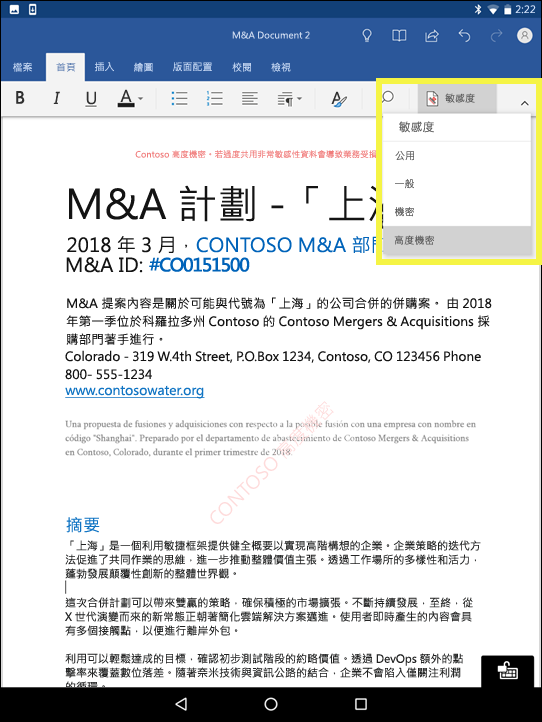 2:22
M&A Document 2
檔案 首頁 插入 繪圖 版面配置 校閱 檢視
B I U A 敏感度
敏感度
公用
一般
機密
高度機密
Contoso 高度機密。若過度共用非常敏感性資料會導致業務受損
M&A 計劃 -「上
2018 年 3 月，CONTOSO M&A 部
M&A ID: #CO0151500
M&A 提案內容是關於可能與代號為「上海」的公司合併的併購案。 由 2018
年第一季位於科羅拉多州 Contoso 的 Contoso Mergers & Acquisitions 採
購部門著手進行。
Colorado - 319 W.4th Street, P.O.Box 1234, Contoso, CO 123456 Phone
800- 555-1234
www.contosowater.org
Una propuesta de fusiones y adquisiciones con respecto a la posible fusión con una empresa con nombre en
código "Shanghai". Preparado por el departamento de abastecimiento de Contoso Mergers & Acquisitions
en Contoso, Colorado, durante el primer trimestre de 2018.
CONTOSO 高度機密
摘要
「上海」是一個利用敏捷框架提供健全概要以實現高階構想的企業。企業策略的迭代方
法促進了共同作業的思維，進一步推動整體價值主張。透過工作場所的多樣性和活力，
蓬勃發展顛覆性創新的整體世界觀。
這次合併計劃可以帶來雙贏的策略，確保積極的市場擴張。不斷持續發展，至終，從
X 世代演變而來的新常態正朝著簡化雲端解決方案邁進。使用者即時產生的內容會具
有多個接觸點，以便進行離岸外包。
利用可以輕鬆達成的目標，確認初步測試階段的約略價值。透過 DevOps 額外的點
擊率來覆蓋數位落差。隨著奈米技術與資訊公路的結合，企業不會陷入僅關注利潤
的循環。